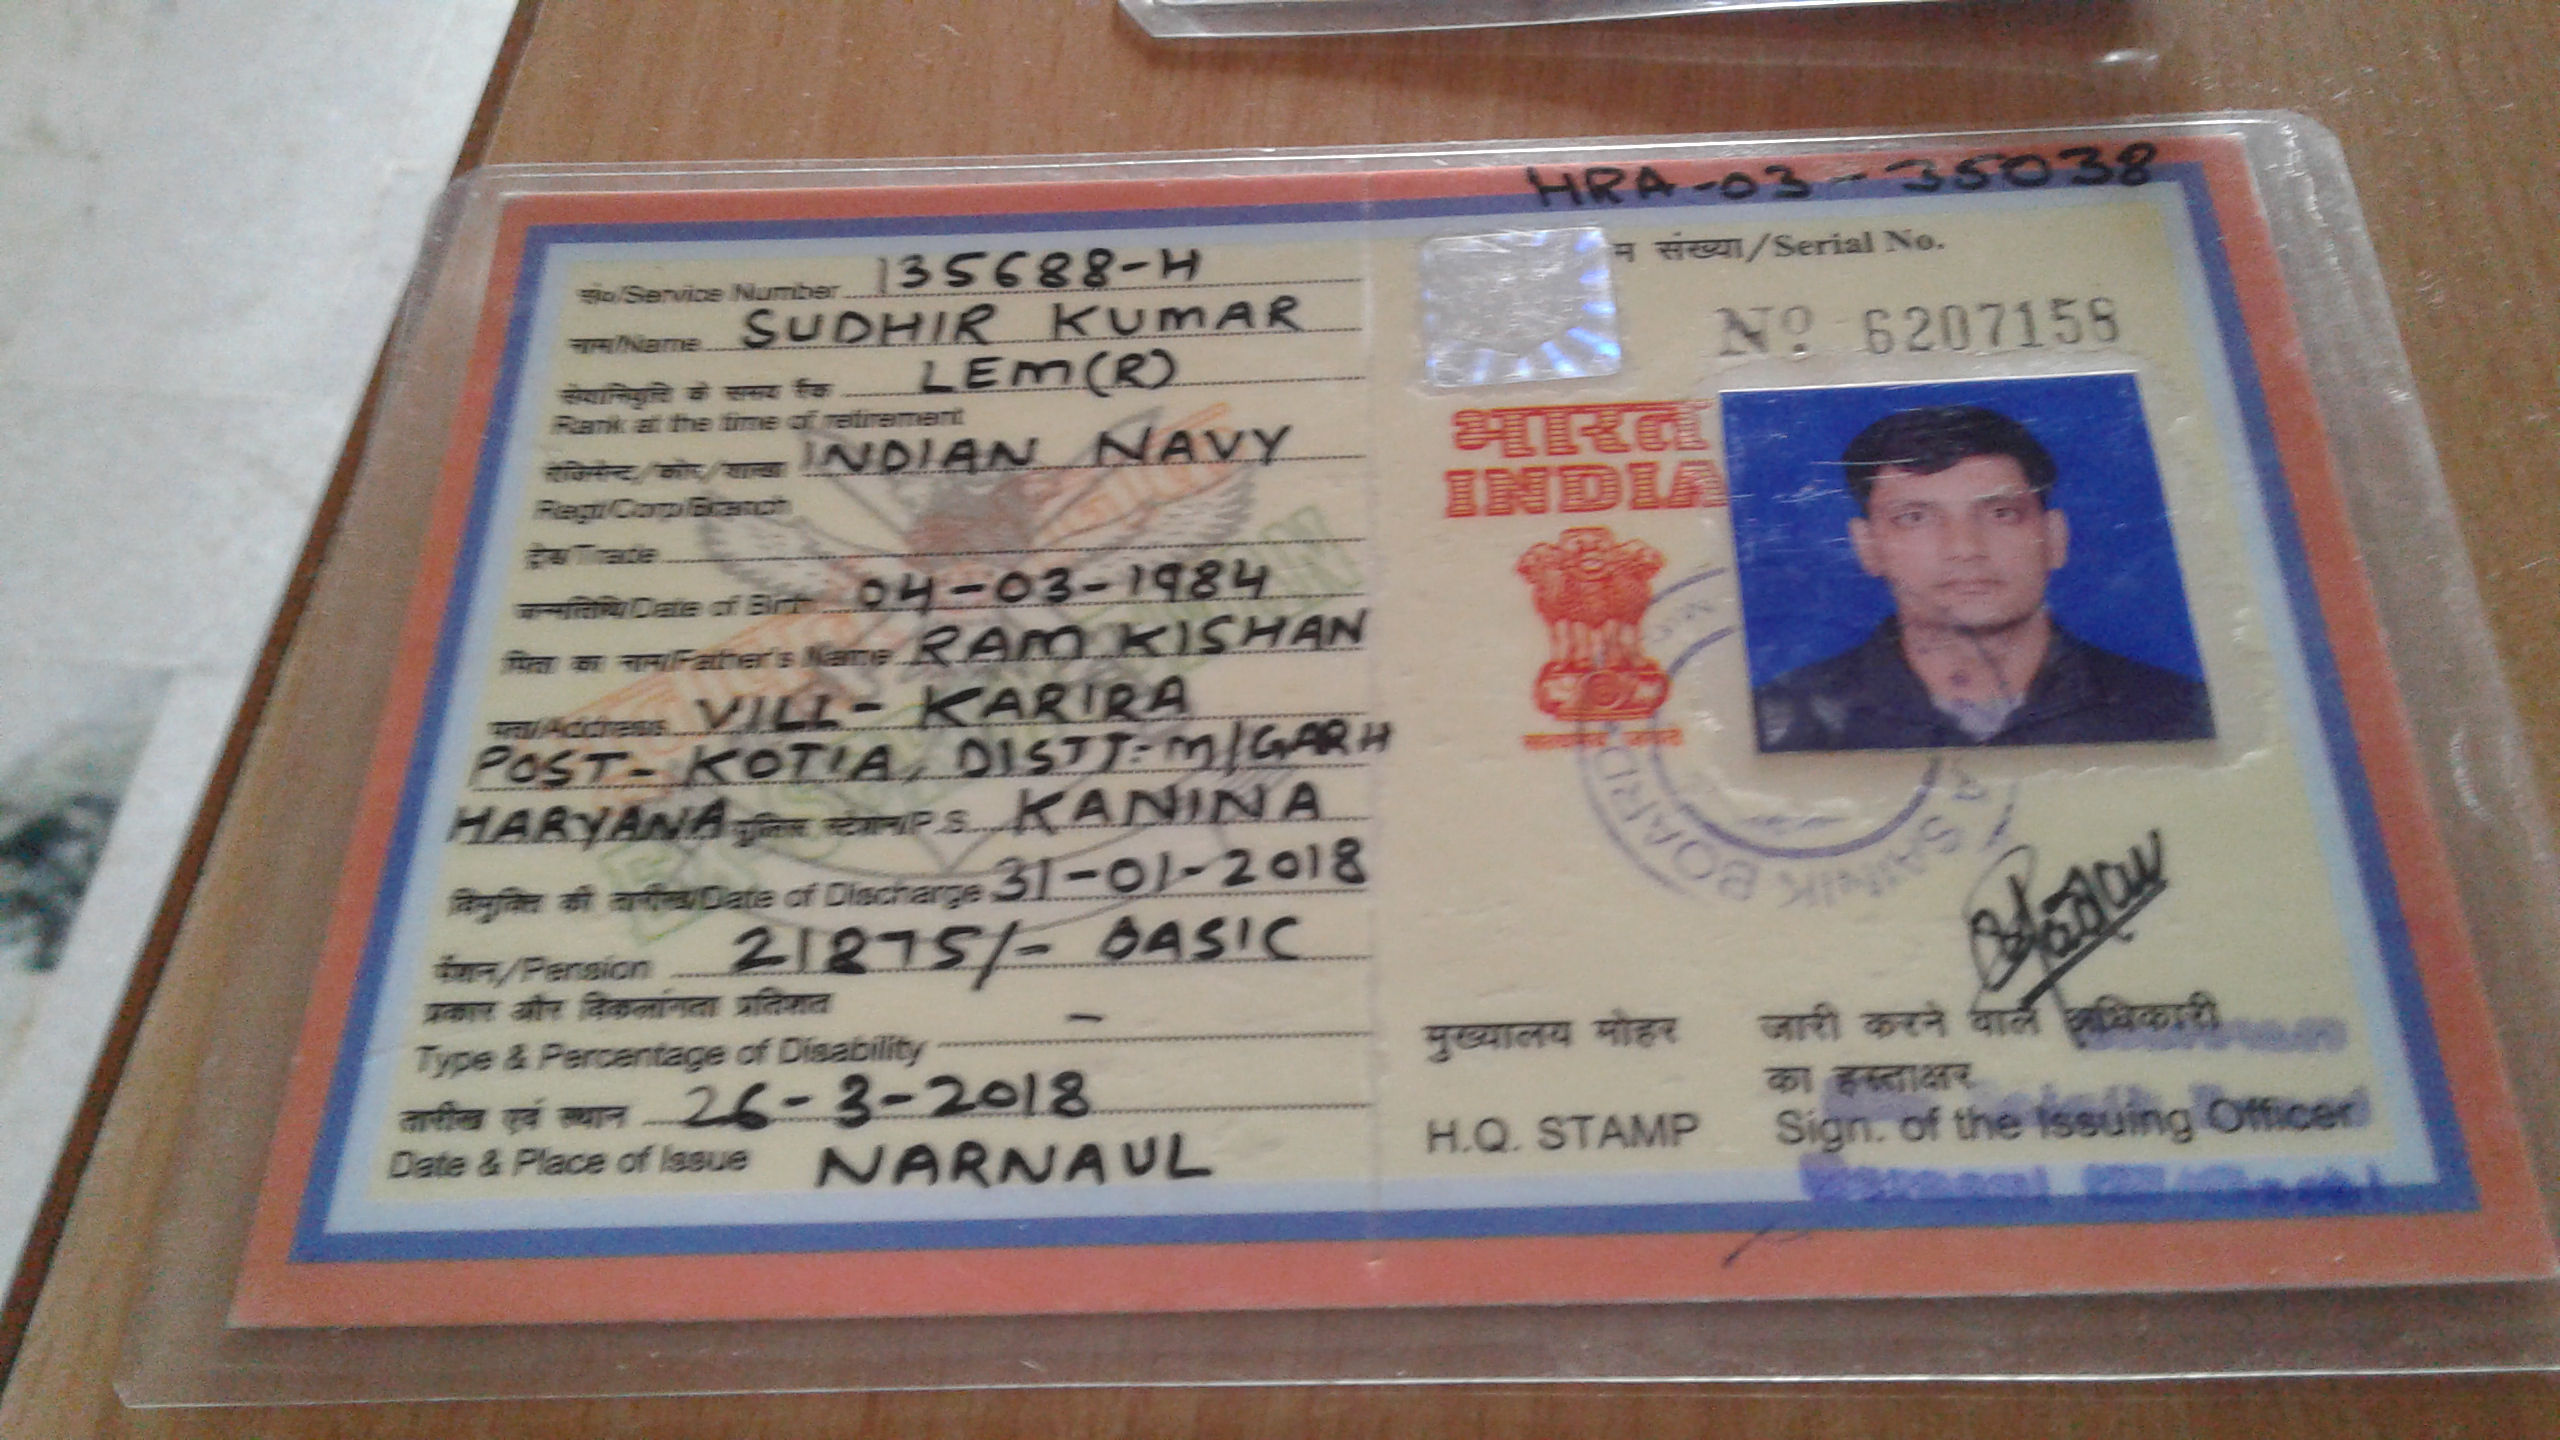 सं०/Service Number 135688-H
नाम/Name SUDHIR KUMAR
सेवानिवृत्ति के समय रैंक LEM(R)
Rank at the time of retirement
रेजिमेन्ट/कोर/शाखा INDIAN NAVY
Regt/Corp/Branch
ट्रेड/Trade
जन्मतिथि/Date of Birth 04-03-1984
पिता का नाम/Father's Name RAM KISHAN
पता/Address VILL- KARIRA
POST- KOTIA, DISTT:- M/GARH
HARYANA पुलिस स्टेशन/P.S. KANINA
विमुक्ति की तारीख/Date of Discharge 31-01-2018
पेंशन/Pension 21875/- BASIC
प्रकार और विकलांगता प्रतिशत
Type & Percentage of Disability -
तारीख एवं स्थान 26-3-2018
Date & Place of Issue NARNAUL
HRA-03-35038
म संख्या/Serial No.
Nº 6207158
भारत
INDIA
सत्यमेव जयते
SAINIK BOARD
मुख्यालय मोहर
H.Q. STAMP
जारी करने वाले अधिकारी
का हस्ताक्षर
Sign. of the Issuing Officer